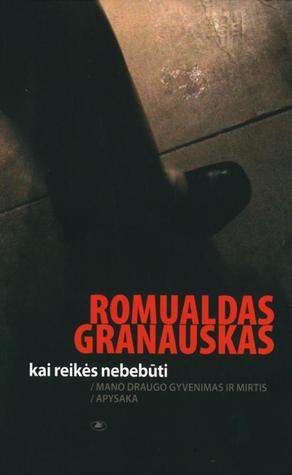 ROMUALDAS
GRANAUSKAS
kai reikės nebebūti
/ MANO DRAUGO GYVENIMAS IR MIRTIS
/ APYSAKA